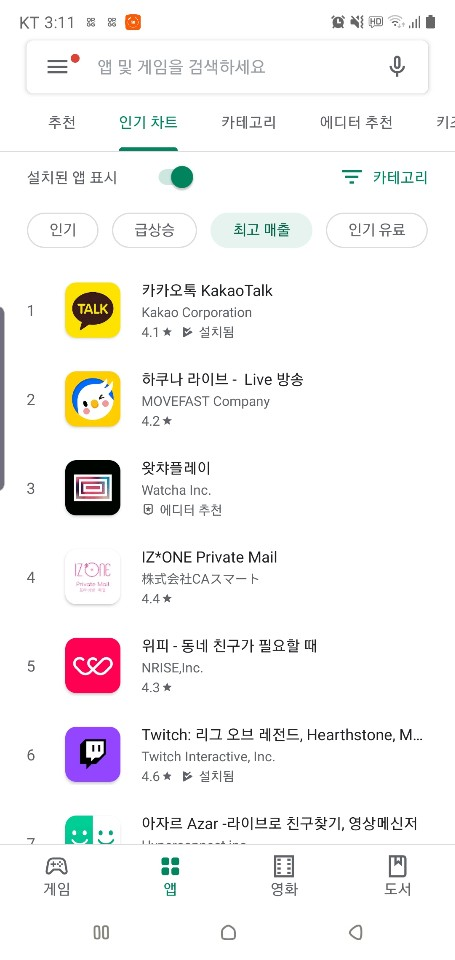 KT 3:11
HD
앱 및 게임을 검색하세요
추천 인기 차트 카테고리 에디터 추천 키즈
설치된 앱 표시 카테고리
인기 급상승 최고 매출 인기 유료
1 TALK 카카오톡 KakaoTalk
Kakao Corporation
4.1★ 설치됨
2 하쿠나 라이브 - Live 방송
MOVEFAST Company
4.2★
3 왓챠플레이
Watcha Inc.
에디터 추천
4 IZ*ONE Private Mail IZ*ONE Private Mail
株式会社CAスマート
4.4★
5 위피 - 동네 친구가 필요할 때
NRISE,Inc.
4.3★
6 Twitch: 리그 오브 레전드, Hearthstone, M...
Twitch Interactive, Inc.
4.6★ 설치됨
7 아자르 Azar -라이브로 친구찾기, 영상메신저
게임 앱 영화 도서